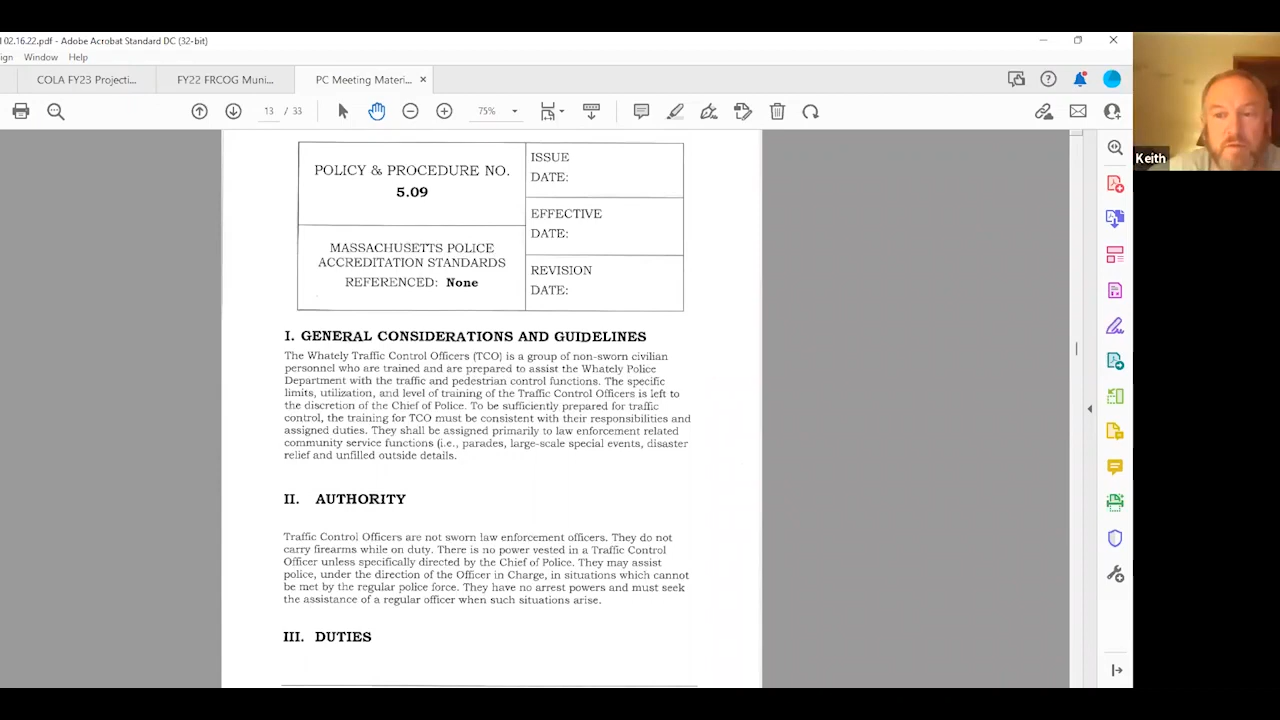 l 02.16.22.pdf - Adobe Acrobat Standard DC (32-bit)
ign Window Help
COLA FY23 Projecti...
FY22 FRCOG Muni...
PC Meeting Materi...
13 / 33
75%
Keith
POLICY & PROCEDURE NO.
5.09
ISSUE
DATE:
EFFECTIVE
DATE:
MASSACHUSETTS POLICE
ACCREDITATION STANDARDS
REFERENCED: None
REVISION
DATE:
I. GENERAL CONSIDERATIONS AND GUIDELINES
The Whately Traffic Control Officers (TCO) is a group of non-sworn civilian
personnel who are trained and are prepared to assist the Whately Police
Department with the traffic and pedestrian control functions. The specific
limits, utilization, and level of training of the Traffic Control Officers is left to
the discretion of the Chief of Police. To be sufficiently prepared for traffic
control, the training for TCO must be consistent with their responsibilities and
assigned duties. They shall be assigned primarily to law enforcement related
community service functions (i.e., parades, large-scale special events, disaster
relief and unfilled outside details.
II. AUTHORITY
Traffic Control Officers are not sworn law enforcement officers. They do not
carry firearms while on duty. There is no power vested in a Traffic Control
Officer unless specifically directed by the Chief of Police. They may assist
police, under the direction of the Officer in Charge, in situations which cannot
be met by the regular police force. They have no arrest powers and must seek
the assistance of a regular officer when such situations arise.
III. DUTIES